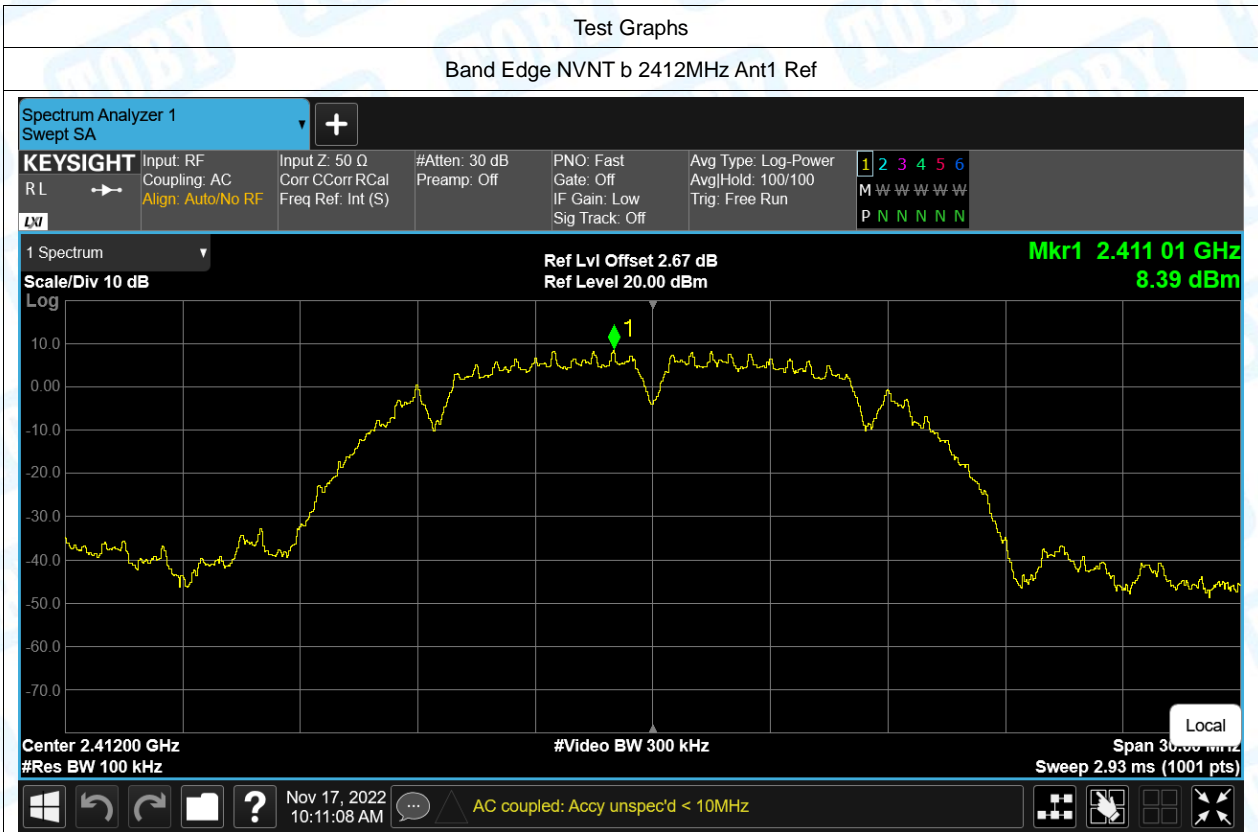 Test Graphs
Band Edge NVNT b 2412MHz Ant1 Ref
Spectrum Analyzer 1
Swept SA
+
KEYSIGHT
R L
LXI
Input: RF
Coupling: AC
Align: Auto/No RF
Input Z: 50 Ω
Corr CCorr RCal
Freq Ref: Int (S)
#Atten: 30 dB
Preamp: Off
PNO: Fast
Gate: Off
IF Gain: Low
Sig Track: Off
Avg Type: Log-Power
Avg|Hold: 100/100
Trig: Free Run
1 2 3 4 5 6
M W W W W W
P N N N N N
1 Spectrum
Scale/Div 10 dB
Log
Ref Lvl Offset 2.67 dB
Ref Level 20.00 dBm
Mkr1 2.411 01 GHz
8.39 dBm
1
10.0
0.00
-10.0
-20.0
-30.0
-40.0
-50.0
-60.0
-70.0
Local
Center 2.41200 GHz
#Res BW 100 kHz
#Video BW 300 kHz
Span 30.00 MHz
Sweep 2.93 ms (1001 pts)
?
Nov 17, 2022
10:11:08 AM
AC coupled: Accy unspec'd < 10MHz
TOBY